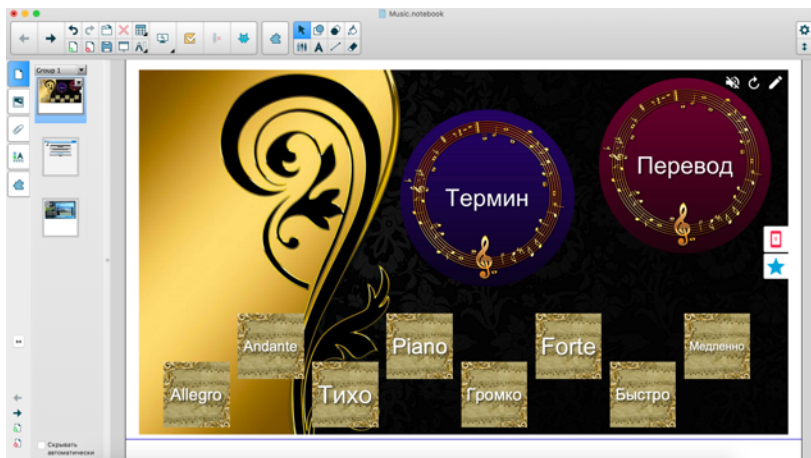 Music.notebook
Group 1
Термин
Перевод
Andante
Piano
Forte
Медленно
Allegro
Тихо
Громко
Быстро
Скрывать
автоматически